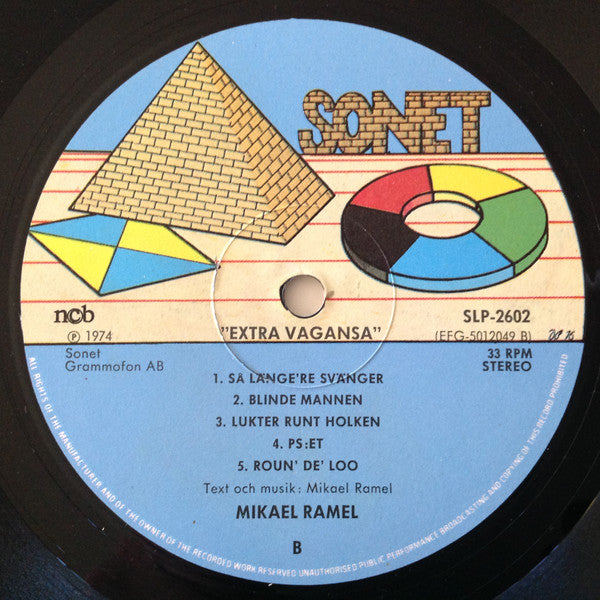 SONET
ncb
℗ 1974
Sonet
Grammofon AB
"EXTRA VAGANSA"
SLP-2602
(EFG-5012049 B)
33 RPM
STEREO
1. SÅ LÄNGE'RE SVÄNGER
2. BLINDE MANNEN
3. LUKTER RUNT HOLKEN
4. PS:ET
5. ROUN' DE' LOO
Text och musik: Mikael Ramel
MIKAEL RAMEL
B
ALL RIGHTS OF THE MANUFACTURER AND OF THE OWNER OF THE RECORDED WORK RESERVED UNAUTHORISED PUBLIC PERFORMANCE BROADCASTING AND COPYING OF THIS RECORD PROHIBITED